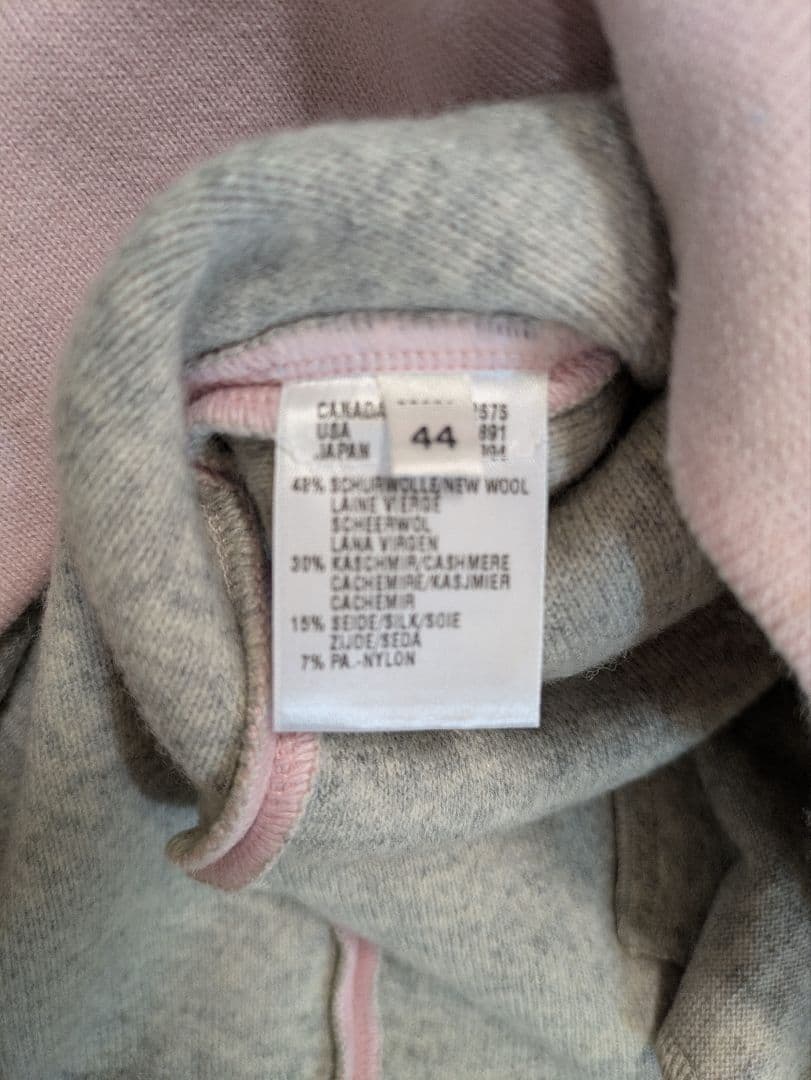 CANADA
USA
JAPAN
44
48% SCHURWOLLE/NEW WOOL
LAINE VIERGE
SCHEERWOL
LANA VIRGEN
30% KASCHMIR/CASHMERE
CACHEMIRE/KASJMIER
CACHEMIR
15% SEIDE/SILK/SOIE
ZIJDE/SEDA
7% PA.-NYLON